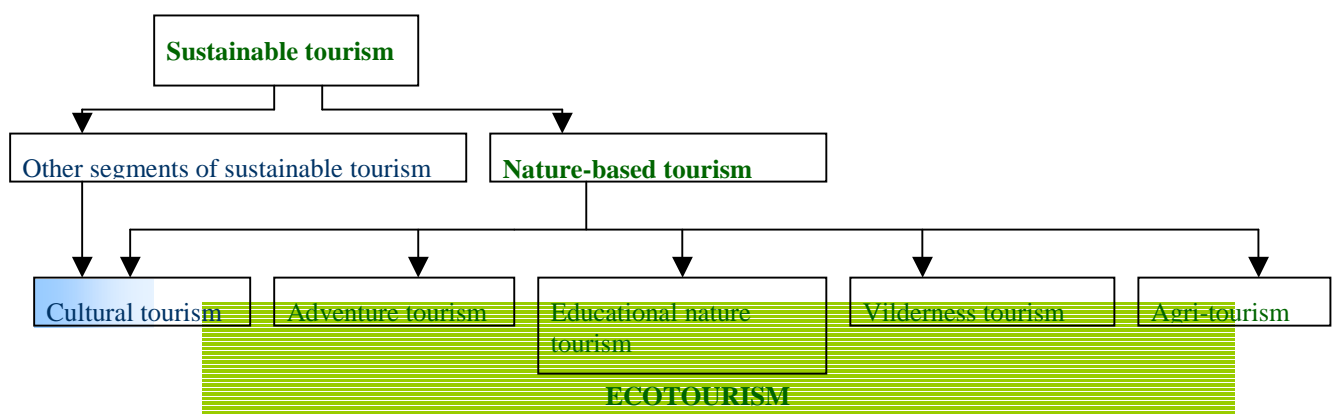 Sustainable tourism
Other segments of sustainable tourism
Nature-based tourism
Cultural tourism
Adventure tourism
Educational nature
tourism
Vilderness tourism
Agri-tourism
ECOTOURISM